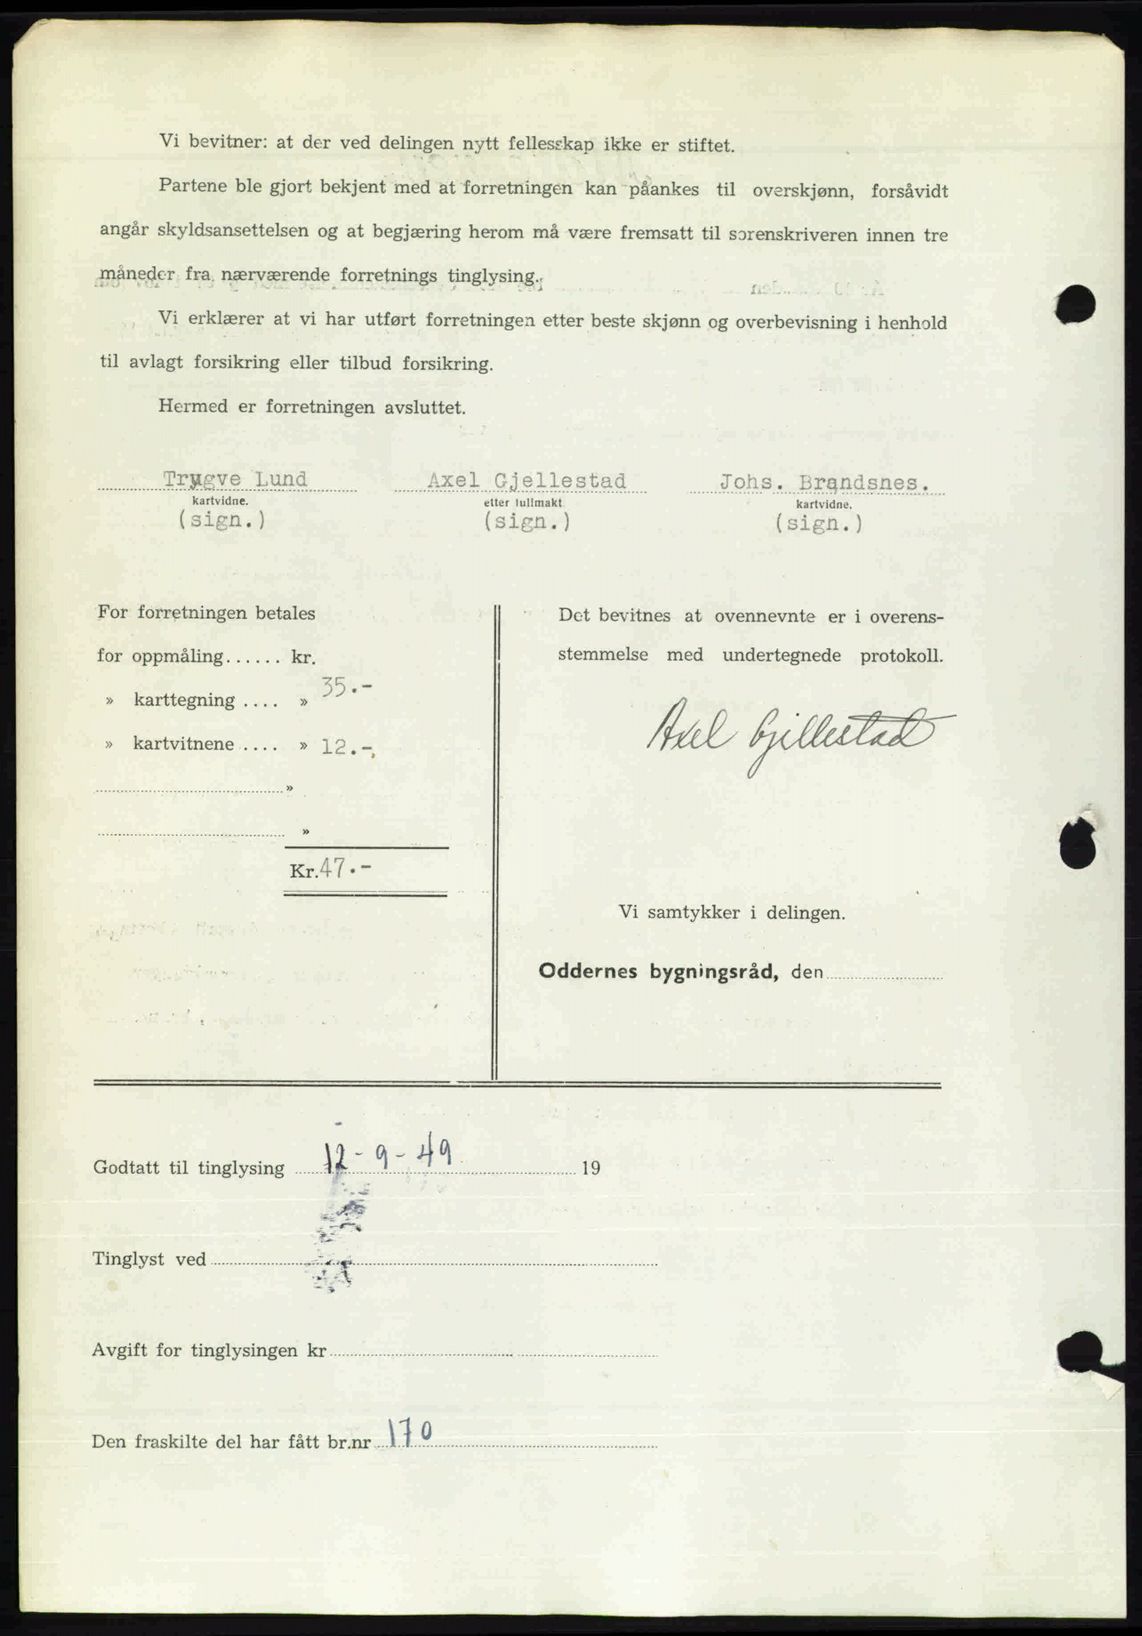 Vi bevitner: at der ved delingen nytt fellesskap ikke er stiftet.
Partene ble gjort bekjent med at forretningen kan påankes til overskjønn, forsåvidt
angår skyldsansettelsen og at begjæring herom må være fremsatt til sorenskriveren innen tre
måneder fra nærværende forretnings tinglysing.
Vi erklærer at vi har utført forretningen etter beste skjønn og overbevisning i henhold
til avlagt forsikring eller tilbud forsikring.
Hermed er forretningen avsluttet.
Trygve Lund Axel Gjellestad Johs. Brandsnes.
kartvidne. etter fullmakt kartvidne.
(sign.) (sign.) (sign.)
For forretningen betales
for oppmåling...... kr.
» karttegning .... » 35.-
» kartvitnene .... » 12.-
»
»
Kr.47.-
Det bevitnes at ovennevnte er i overens-
stemmelse med undertegnede protokoll.
Axel Gjellestad
Vi samtykker i delingen.
Oddernes bygningsråd, den
Godtatt til tinglysing 12-9-49 19
Tinglyst ved
Avgift for tinglysingen kr
Den fraskilte del har fått br.nr 170